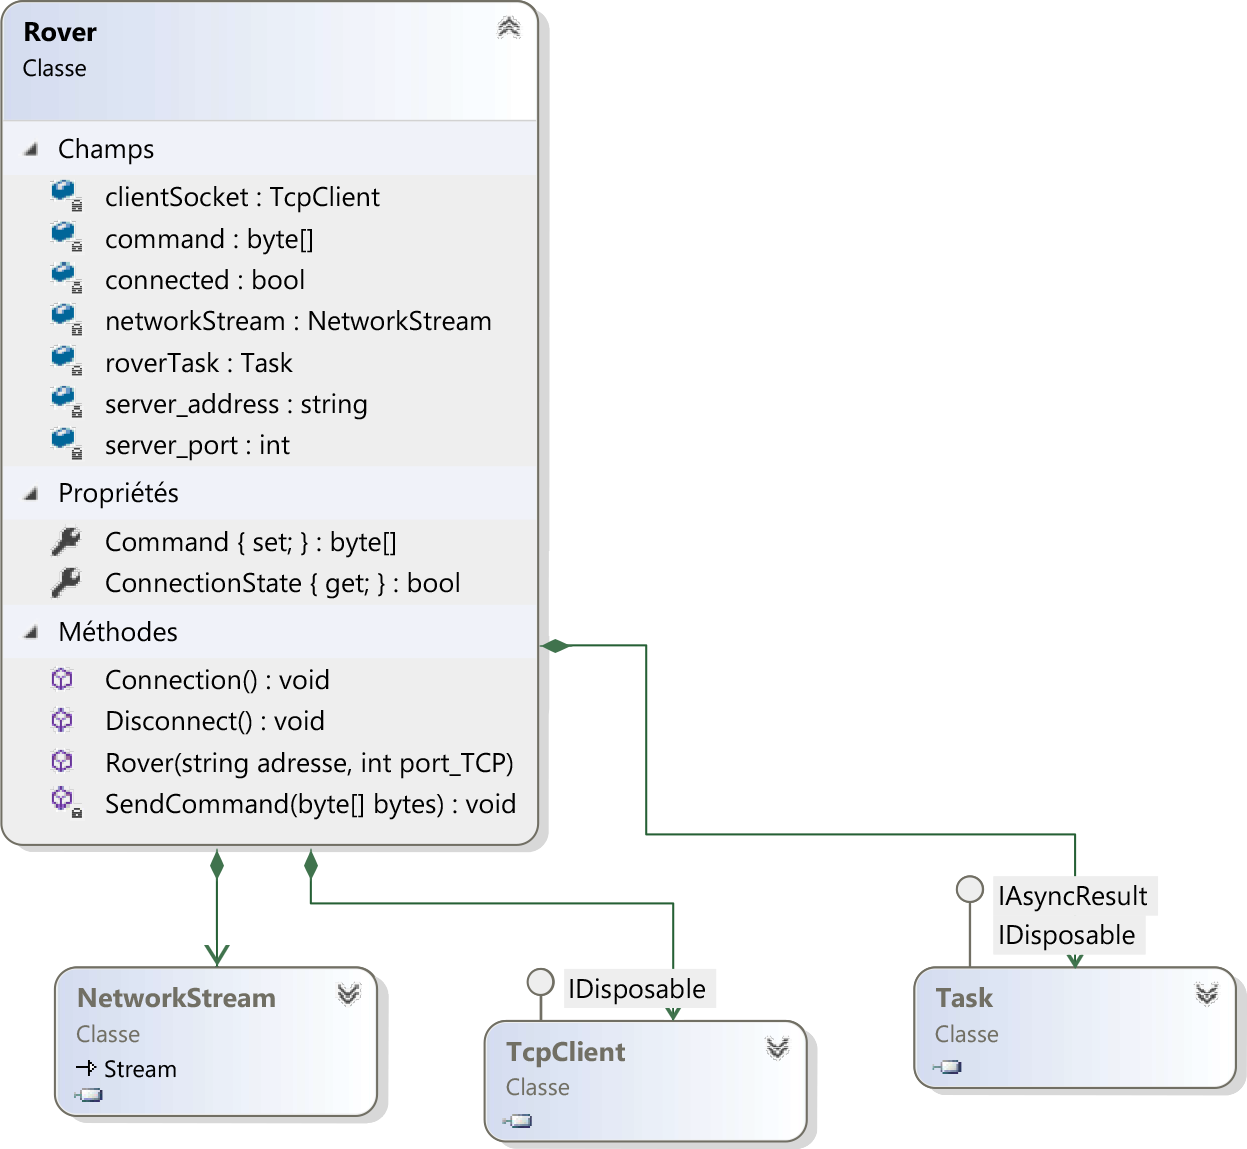 Rover
Classe
Champs
clientSocket : TcpClient
command : byte[]
connected : bool
networkStream : NetworkStream
roverTask : Task
server_address : string
server_port : int
Propriétés
Command { set; } : byte[]
ConnectionState { get; } : bool
Méthodes
Connection() : void
Disconnect() : void
Rover(string adresse, int port_TCP)
SendCommand(byte[] bytes) : void
NetworkStream
Classe
Stream
IDisposable
TcpClient
Classe
IAsyncResult
IDisposable
Task
Classe